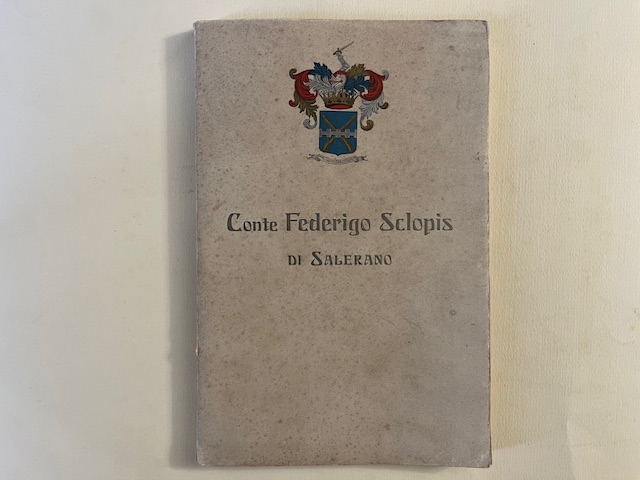 Conte Federigo Sclopis
DI SALERANO